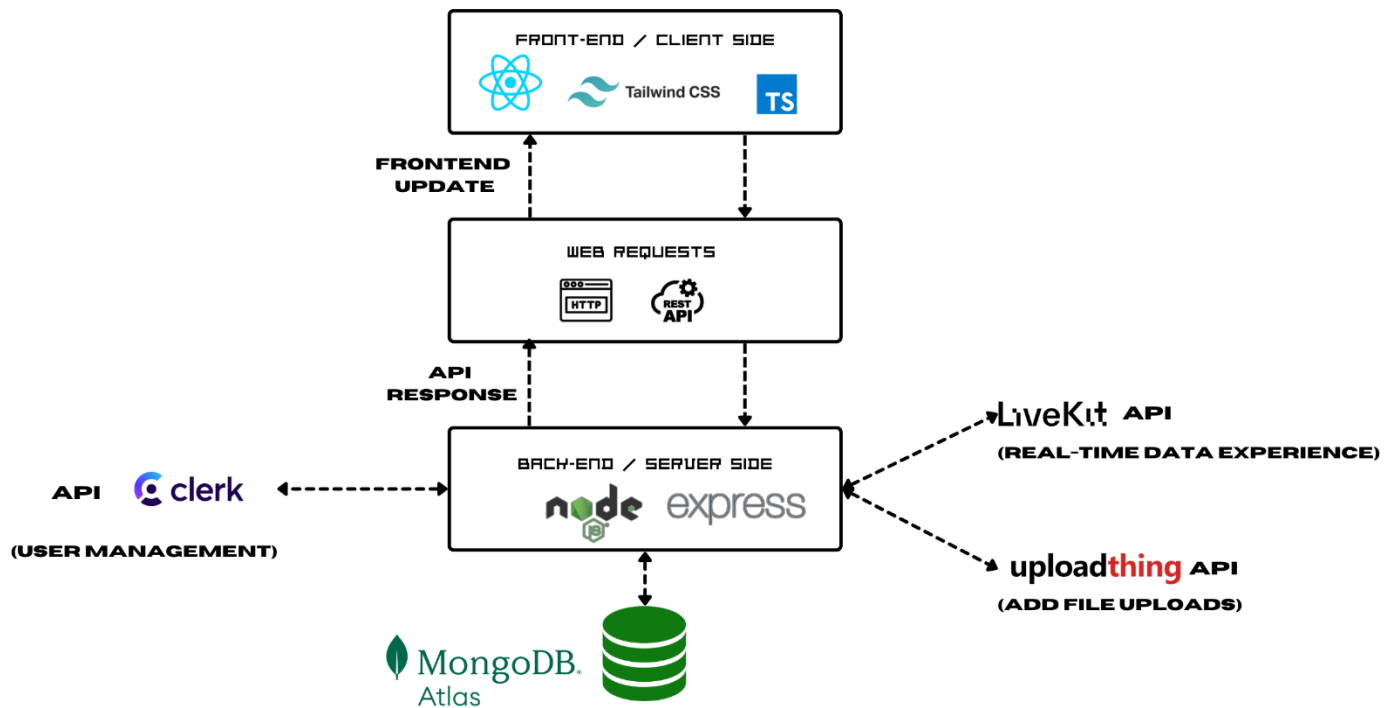 FRONT-END / CLIENT SIDE
Tailwind CSS
TS
FRONTEND
UPDATE
WEB REQUESTS
HTTP
REST
API
API
RESPONSE
BACK-END / SERVER SIDE
node
JS
express
API clerk
(USER MANAGEMENT)
LiveKit API
(REAL-TIME DATA EXPERIENCE)
uploadthing API
(ADD FILE UPLOADS)
MongoDB.
Atlas